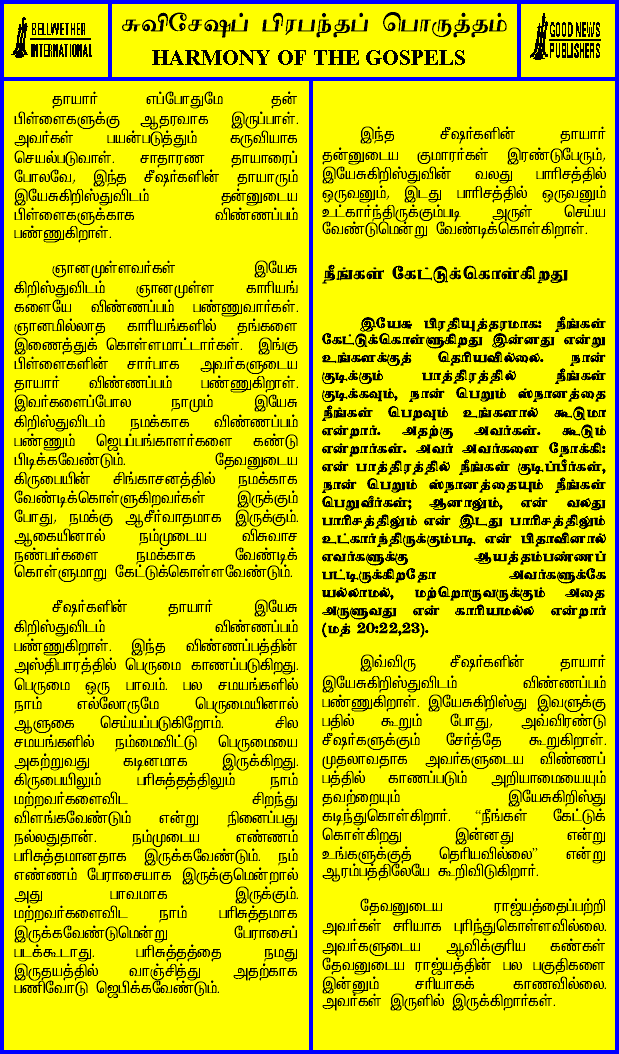 BELLWETHER
INTERNATIONAL
சுவிசேஷப் பிரபந்தப் பொருத்தம்
HARMONY OF THE GOSPELS
GOOD NEWS
PUBLISHERS
தாயார் எப்போதுமே தன்
பிள்ளைகளுக்கு ஆதரவாக இருப்பாள்.
அவர்கள் பயன்படுத்தும் கருவியாக
செயல்படுவாள். சாதாரண தாயாரைப்
போலவே, இந்த சீஷர்களின் தாயாரும்
இயேசுகிறிஸ்துவிடம் தன்னுடைய
பிள்ளைகளுக்காக விண்ணப்பம்
பண்ணுகிறாள்.
ஞானமுள்ளவர்கள் இயேசு
கிறிஸ்துவிடம் ஞானமுள்ள காரியங்
களையே விண்ணப்பம் பண்ணுவார்கள்.
ஞானமில்லாத காரியங்களில் தங்களை
இணைத்துக் கொள்ளமாட்டார்கள். இங்கு
பிள்ளைகளின் சார்பாக அவர்களுடைய
தாயார் விண்ணப்பம் பண்ணுகிறாள்.
இவர்களைப்போல நாமும் இயேசு
கிறிஸ்துவிடம் நமக்காக விண்ணப்பம்
பண்ணும் ஜெபப்பங்காளர்களை கண்டு
பிடிக்கவேண்டும். தேவனுடைய
கிருபையின் சிங்காசனத்தில் நமக்காக
வேண்டிக்கொள்ளுகிறவர்கள் இருக்கும்
போது, நமக்கு ஆசீர்வாதமாக இருக்கும்.
ஆகையினால் நம்முடைய விசுவாச
நண்பர்களை நமக்காக வேண்டிக்
கொள்ளுமாறு கேட்டுக்கொள்ளவேண்டும்.
சீஷர்களின் தாயார் இயேசு
கிறிஸ்துவிடம் விண்ணப்பம்
பண்ணுகிறாள். இந்த விண்ணப்பத்தின்
அஸ்திபாரத்தில் பெருமை காணப்படுகிறது.
பெருமை ஒரு பாவம். பல சமயங்களில்
நாம் எல்லோருமே பெருமையினால்
ஆளுகை செய்யப்படுகிறோம். சில
சமயங்களில் நம்மைவிட்டு பெருமையை
அகற்றுவது கடினமாக இருக்கிறது.
கிருபையிலும் பரிசுத்தத்திலும் நாம்
மற்றவர்களைவிட சிறந்து
விளங்கவேண்டும் என்று நினைப்பது
நல்லதுதான். நம்முடைய எண்ணம்
பரிசுத்தமானதாக இருக்கவேண்டும். நம்
எண்ணம் பேராசையாக இருக்குமென்றால்
அது பாவமாக இருக்கும்.
மற்றவர்களைவிட நாம் பரிசுத்தமாக
இருக்கவேண்டுமென்று பேராசைப்
படக்கூடாது. பரிசுத்தத்தை நமது
இருதயத்தில் வாஞ்சித்து அதற்காக
பணிவோடு ஜெபிக்கவேண்டும்.
இந்த சீஷர்களின் தாயார்
தன்னுடைய குமாரர்கள் இரண்டுபேரும்,
இயேசுகிறிஸ்துவின் வலது பாரிசத்தில்
ஒருவனும், இடது பாரிசத்தில் ஒருவனும்
உட்கார்ந்திருக்கும்படி அருள் செய்ய
வேண்டுமென்று வேண்டிக்கொள்கிறாள்.
நீங்கள் கேட்டுக்கொள்கிறது
இயேசு பிரதியுத்தரமாக: நீங்கள்
கேட்டுக்கொள்ளுகிறது இன்னது என்று
உங்களக்குத் தெரியவில்லை. நான்
குடிக்கும் பாத்திரத்தில் நீங்கள்
குடிக்கவும், நான் பெறும் ஸ்நானத்தை
நீங்கள் பெறவும் உங்களால் கூடுமா
என்றார். அதற்கு அவர்கள். கூடும்
என்றார்கள். அவர் அவர்களை நோக்கி:
என் பாத்திரத்தில் நீங்கள் குடிப்பீர்கள்,
நான் பெறும் ஸ்நானத்தையும் நீங்கள்
பெறுவீர்கள்; ஆனாலும், என் வலது
பாரிசத்திலும் என் இடது பாரிசத்திலும்
உட்கார்ந்திருக்கும்படி என் பிதாவினால்
எவர்களுக்கு ஆயத்தம்பண்ணப்
பட்டிருக்கிறதோ அவர்களுக்கே
யல்லாமல், மற்றொருவருக்கும் அதை
அருளுவது என் காரியமல்ல என்றார்
(மத் 20:22,23).
இவ்விரு சீஷர்களின் தாயார்
இயேசுகிறிஸ்துவிடம் விண்ணப்பம்
பண்ணுகிறாள். இயேசுகிறிஸ்து இவளுக்கு
பதில் கூறும் போது, அவ்விரண்டு
சீஷர்களுக்கும் சேர்த்தே கூறுகிறாள்.
முதலாவதாக அவர்களுடைய விண்ணப்
பத்தில் காணப்படும் அறியாமையையும்
தவற்றையும் இயேசுகிறிஸ்து
கடிந்துகொள்கிறார். “நீங்கள் கேட்டுக்
கொள்கிறது இன்னது என்று
உங்களுக்குத் தெரியவில்லை” என்று
ஆரம்பத்திலேயே கூறிவிடுகிறார்.
தேவனுடைய ராஜ்யத்தைப்பற்றி
அவர்கள் சரியாக புரிந்துகொள்ளவில்லை.
அவர்களுடைய ஆவிக்குரிய கண்கள்
தேவனுடைய ராஜ்யத்தின் பல பகுதிகளை
இன்னும் சரியாகக் காணவில்லை.
அவர்கள் இருளில் இருக்கிறார்கள்.